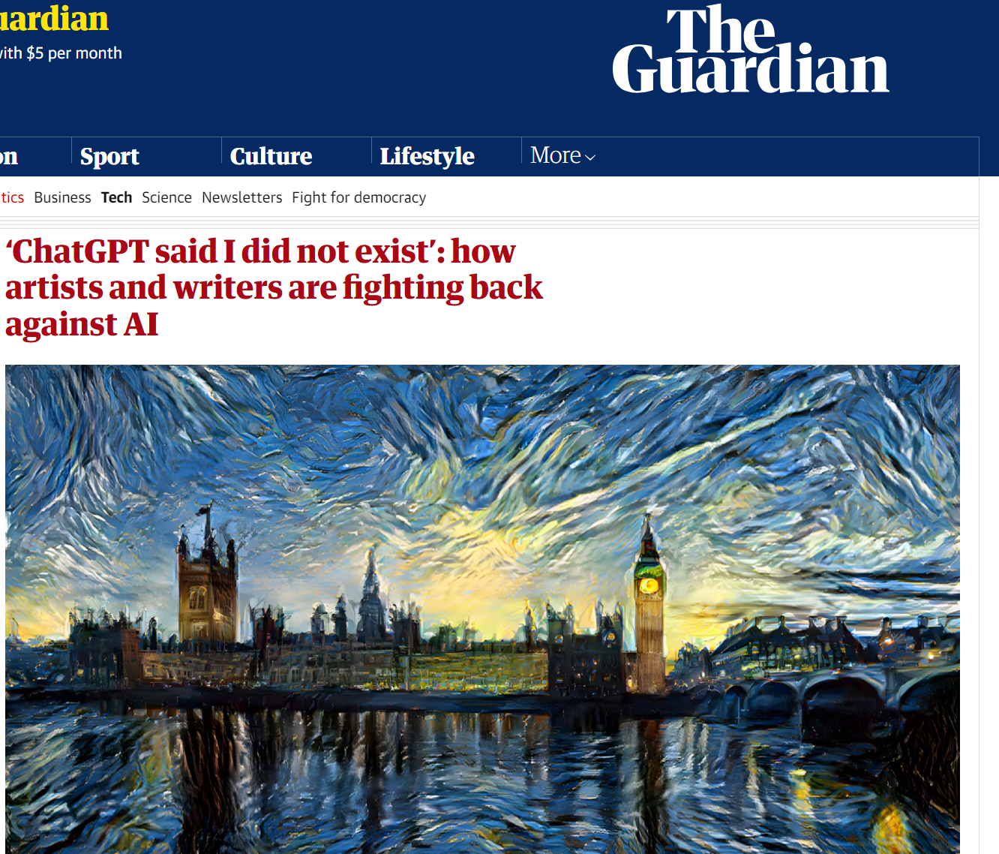 uardian
with $5 per month
The
Guardian
on
Sport
Culture
Lifestyle
More
tics Business Tech Science Newsletters Fight for democracy
‘ChatGPT said I did not exist’: how
artists and writers are fighting back
against AI